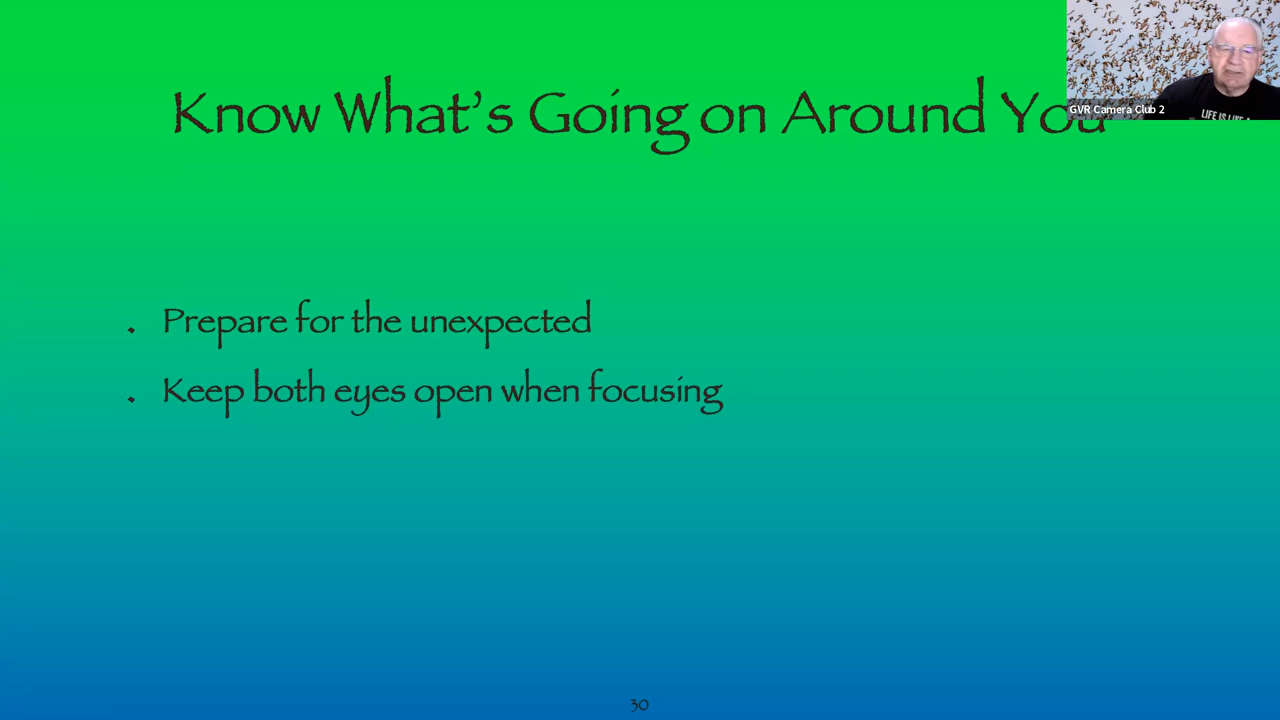 Know What's Going on Around You
GVR Camera Club 2
LIFE IS LIKE A
. Prepare for the unexpected
. Keep both eyes open when focusing
30